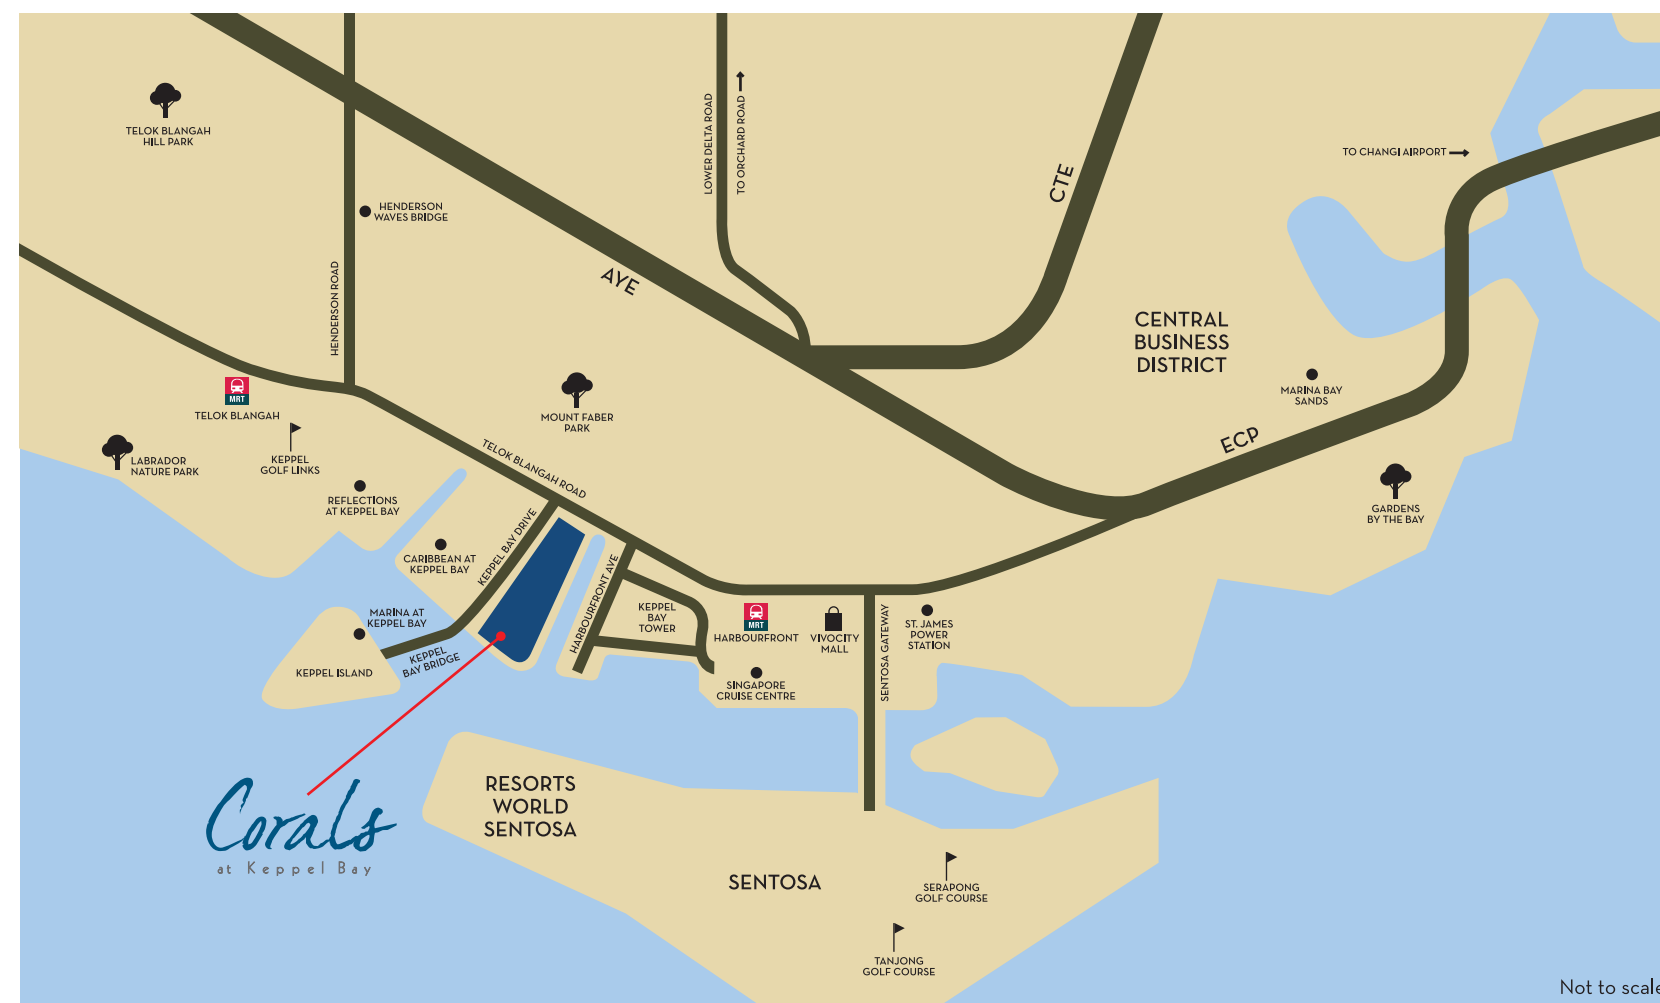 TELOK BLANGAH
HILL PARK
HENDERSON
WAVES BRIDGE
HENDERSON ROAD
LOWER DELTA ROAD
TO ORCHARD ROAD
CTE
AYE
TO CHANGI AIRPORT
CENTRAL
BUSINESS
DISTRICT
MARINA BAY
SANDS
ECP
GARDENS
BY THE BAY
MRT
TELOK BLANGAH
MOUNT FABER
PARK
LABRADOR
NATURE PARK
KEPPEL
GOLF LINKS
TELOK BLANGAH ROAD
REFLECTIONS
AT KEPPEL BAY
CARIBBEAN AT
KEPPEL BAY
KEPPEL BAY DRIVE
HARBOURFRONT AVE
MARINA AT
KEPPEL BAY
KEPPEL
BAY BRIDGE
KEPPEL ISLAND
KEPPEL
BAY
TOWER
MRT
HARBOURFRONT
VIVOCITY
MALL
SENTOSA GATEWAY
ST. JAMES
POWER
STATION
SINGAPORE
CRUISE CENTRE
Corals
at Keppel Bay
RESORTS
WORLD
SENTOSA
SENTOSA
SERAPONG
GOLF COURSE
TANJONG
GOLF COURSE
Not to scale